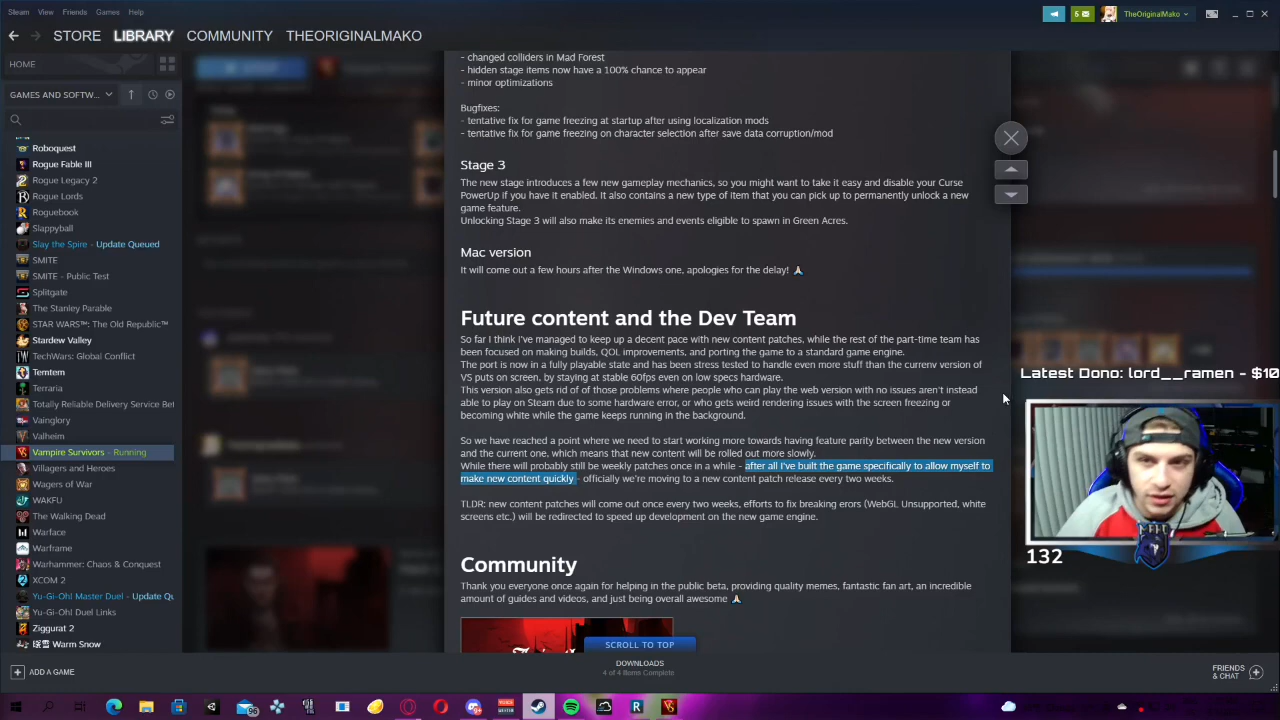 Steam View Friends Games Help
5
TheOriginalMako
STORE LIBRARY COMMUNITY THEORIGINALMAKO
HOME
GAMES AND SOFTW...
Roboquest
Rogue Fable III
Rogue Legacy 2
Rogue Lords
Roguebook
Slappyball
Slay the Spire - Update Queued
SMITE
SMITE - Public Test
Splitgate
The Stanley Parable
STAR WARS™: The Old Republic™
Stardew Valley
TechWars: Global Conflict
Temtem
Terraria
Totally Reliable Delivery Service Bet
Vainglory
Valheim
Vampire Survivors - Running
Villagers and Heroes
Wagers of War
WAKFU
The Walking Dead
Warface
Warframe
Warhammer: Chaos & Conquest
XCOM 2
Yu-Gi-Oh! Master Duel - Update Qu
Yu-Gi-Oh! Duel Links
Ziggurat 2
Warm Snow
ADD A GAME
- changed colliders in Mad Forest
- hidden stage items now have a 100% chance to appear
- minor optimizations
Bugfixes:
- tentative fix for game freezing at startup after using localization mods
- tentative fix for game freezing on character selection after save data corruption/mod
Stage 3
The new stage introduces a few new gameplay mechanics, so you might want to take it easy and disable your Curse
PowerUp if you have it enabled. It also contains a new type of item that you can pick up to permanently unlock a new
game feature.
Unlocking Stage 3 will also make its enemies and events eligible to spawn in Green Acres.
Mac version
It will come out a few hours after the Windows one, apologies for the delay! 🙏
Future content and the Dev Team
So far I think I've managed to keep up a decent pace with new content patches, while the rest of the part-time team has
been focused on making builds, QOL improvements, and porting the game to a standard game engine.
The port is now in a fully playable state and has been stress tested to handle even more stuff than the currenv version of
VS puts on screen, by staying at stable 60fps even on low specs hardware.
This version also gets rid of of those problems where people who can play the web version with no issues aren't instead
able to play on Steam due to some hardware error, or who gets weird rendering issues with the screen freezing or
becoming white while the game keeps running in the background.
So we have reached a point where we need to start working more towards having feature parity between the new version
and the current one, which means that new content will be rolled out more slowly.
While there will probably still be weekly patches once in a while - after all I've built the game specifically to allow myself to
make new content quickly - officially we're moving to a new content patch release every two weeks.
TLDR: new content patches will come out once every two weeks, efforts to fix breaking erors (WebGL Unsupported, white
screens etc.) will be redirected to speed up development on the new game engine.
Community
Thank you everyone once again for helping in the public beta, providing quality memes, fantastic fan art, an incredible
amount of guides and videos, and just being overall awesome 🙏
SCROLL TO TOP
DOWNLOADS
4 of 4 Items Complete
Latest Dono: lord__ramen - $10
132
FRIENDS
& CHAT